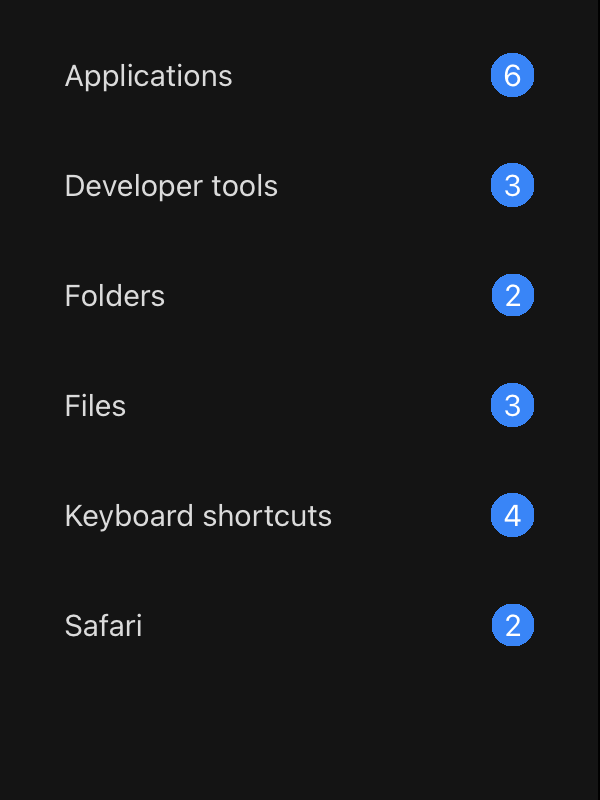 Applications 6
Developer tools 3
Folders 2
Files 3
Keyboard shortcuts 4
Safari 2